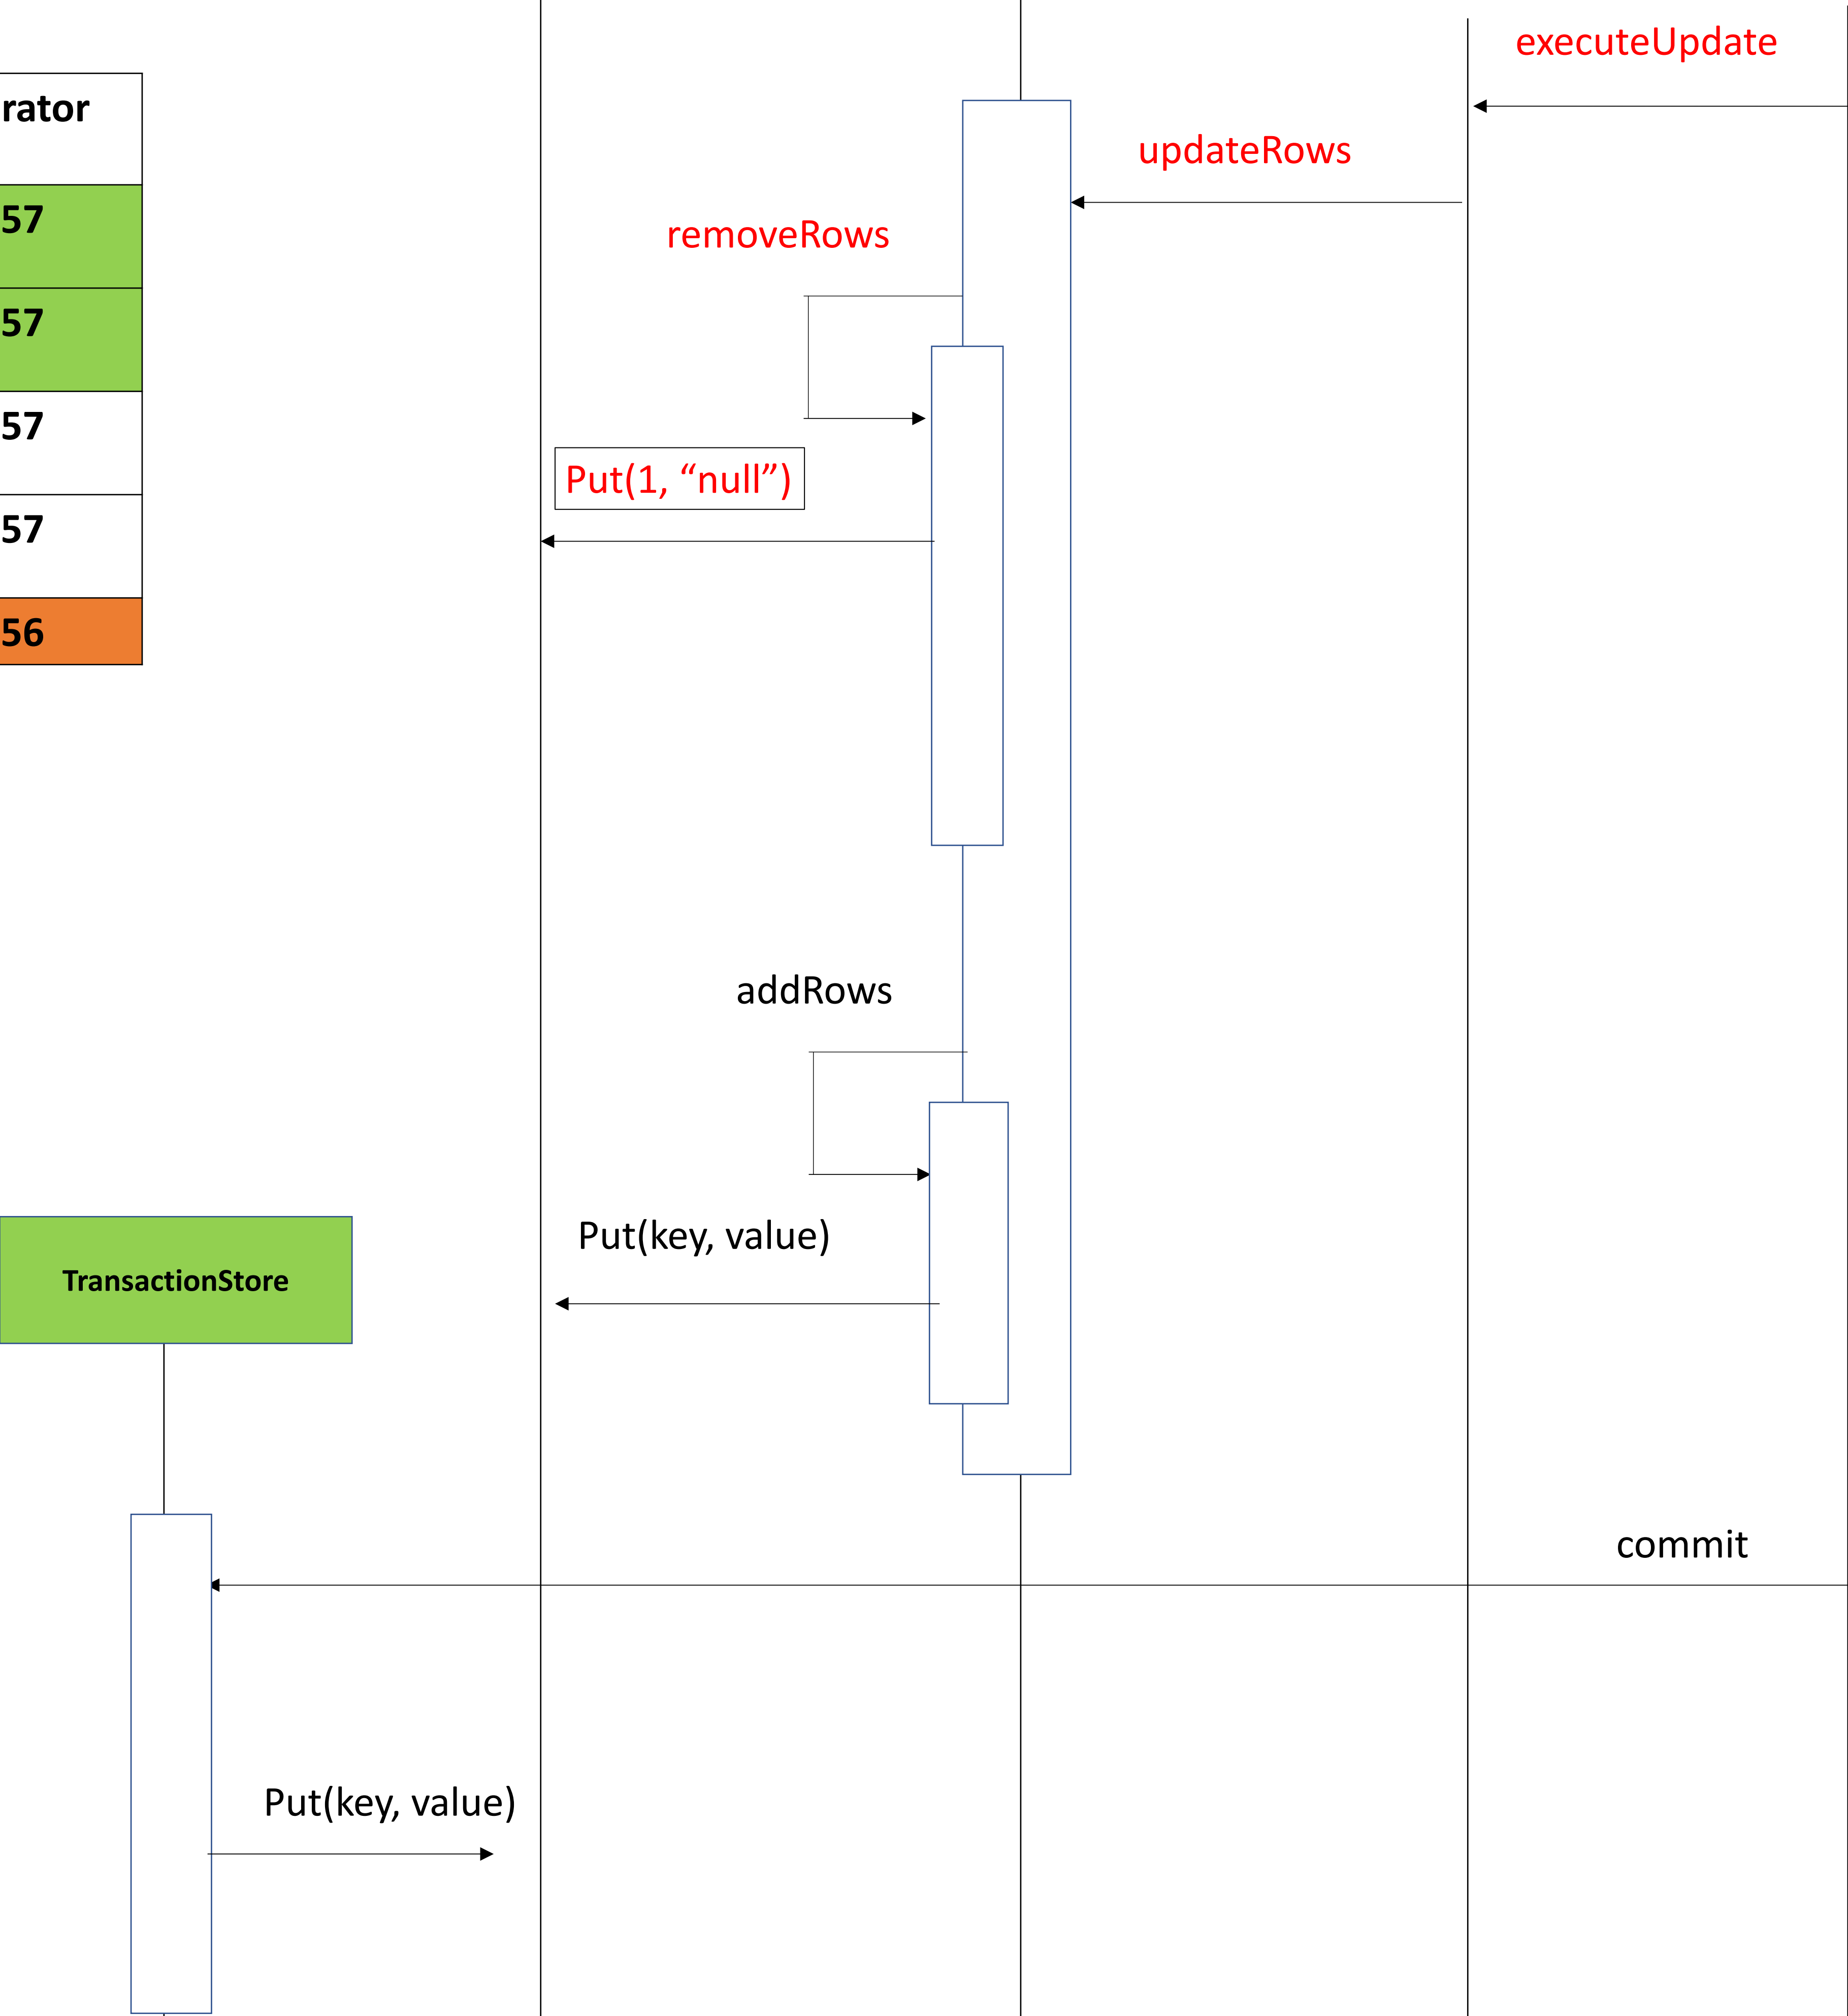 executeUpdate
rator
updateRows
57
removeRows
57
57
Put(1, “null”)
57
56
addRows
Put(key, value)
TransactionStore
commit
Put(key, value)